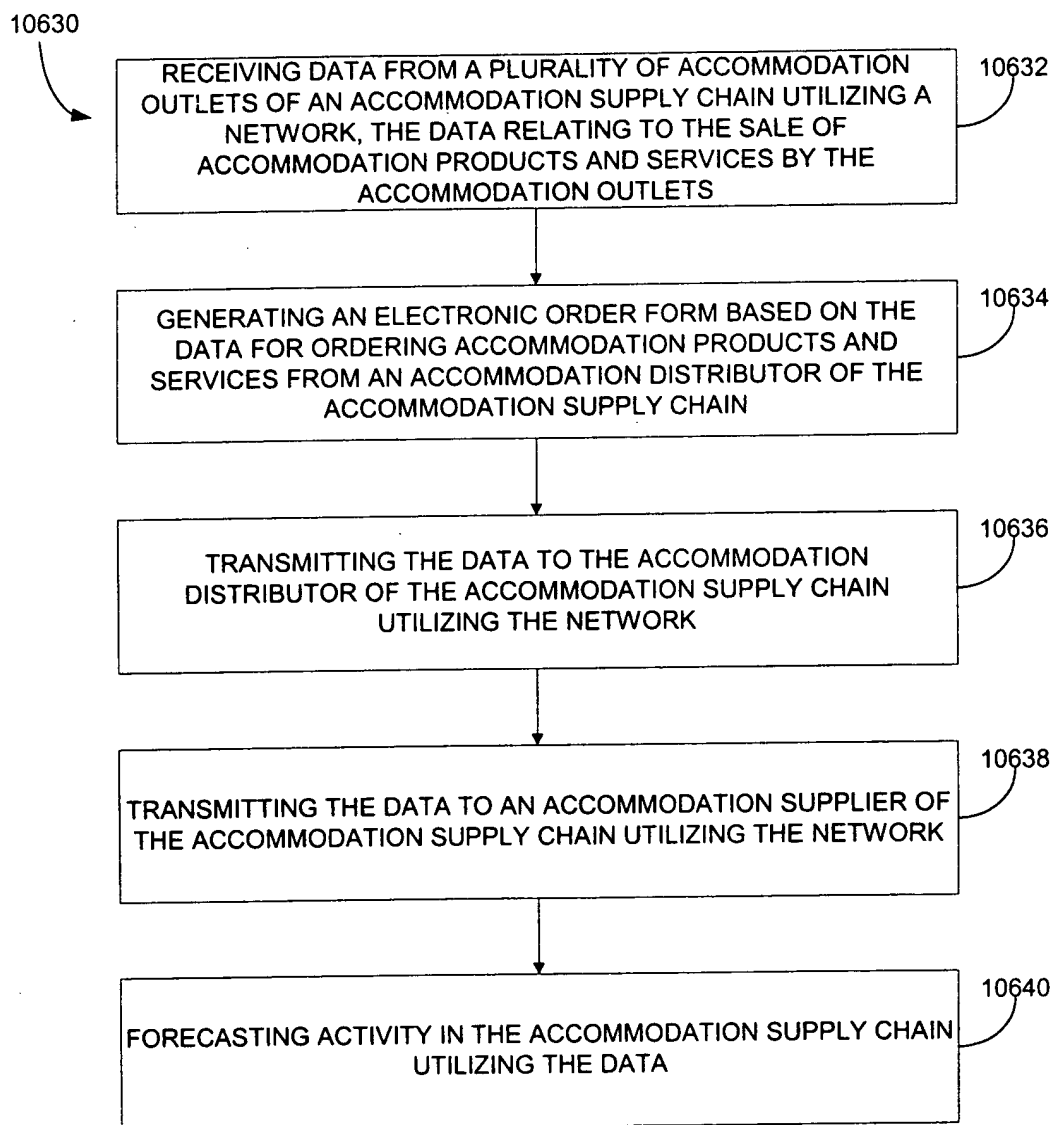 10630
RECEIVING DATA FROM A PLURALITY OF ACCOMMODATION
OUTLETS OF AN ACCOMMODATION SUPPLY CHAIN UTILIZING A
NETWORK, THE DATA RELATING TO THE SALE OF
ACCOMMODATION PRODUCTS AND SERVICES BY THE
ACCOMMODATION OUTLETS
10632
GENERATING AN ELECTRONIC ORDER FORM BASED ON THE
DATA FOR ORDERING ACCOMMODATION PRODUCTS AND
SERVICES FROM AN ACCOMMODATION DISTRIBUTOR OF THE
ACCOMMODATION SUPPLY CHAIN
10634
TRANSMITTING THE DATA TO THE ACCOMMODATION
DISTRIBUTOR OF THE ACCOMMODATION SUPPLY CHAIN
UTILIZING THE NETWORK
10636
TRANSMITTING THE DATA TO AN ACCOMMODATION SUPPLIER OF
THE ACCOMMODATION SUPPLY CHAIN UTILIZING THE NETWORK
10638
FORECASTING ACTIVITY IN THE ACCOMMODATION SUPPLY CHAIN
UTILIZING THE DATA
10640